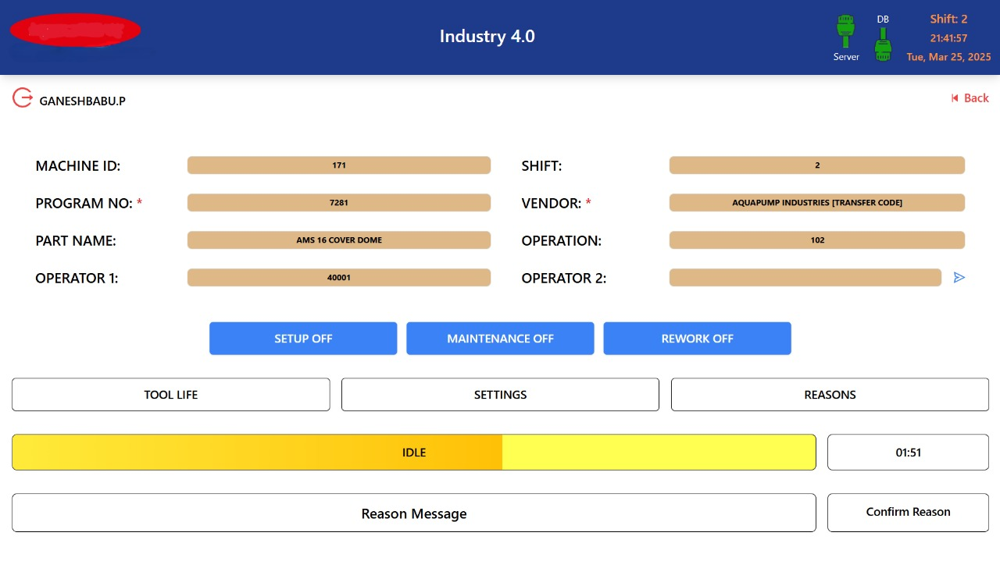 Industry 4.0
Server
DB
Shift: 2
21:41:57
Tue, Mar 25, 2025
GANESHBABU.P
Back
MACHINE ID: 171 SHIFT: 2
PROGRAM NO: * 7281 VENDOR: * AQUAPUMP INDUSTRIES [TRANSFER CODE]
PART NAME: AMS 16 COVER DOME OPERATION: 102
OPERATOR 1: 40001 OPERATOR 2:
SETUP OFF MAINTENANCE OFF REWORK OFF
TOOL LIFE SETTINGS REASONS
IDLE 01:51
Reason Message Confirm Reason